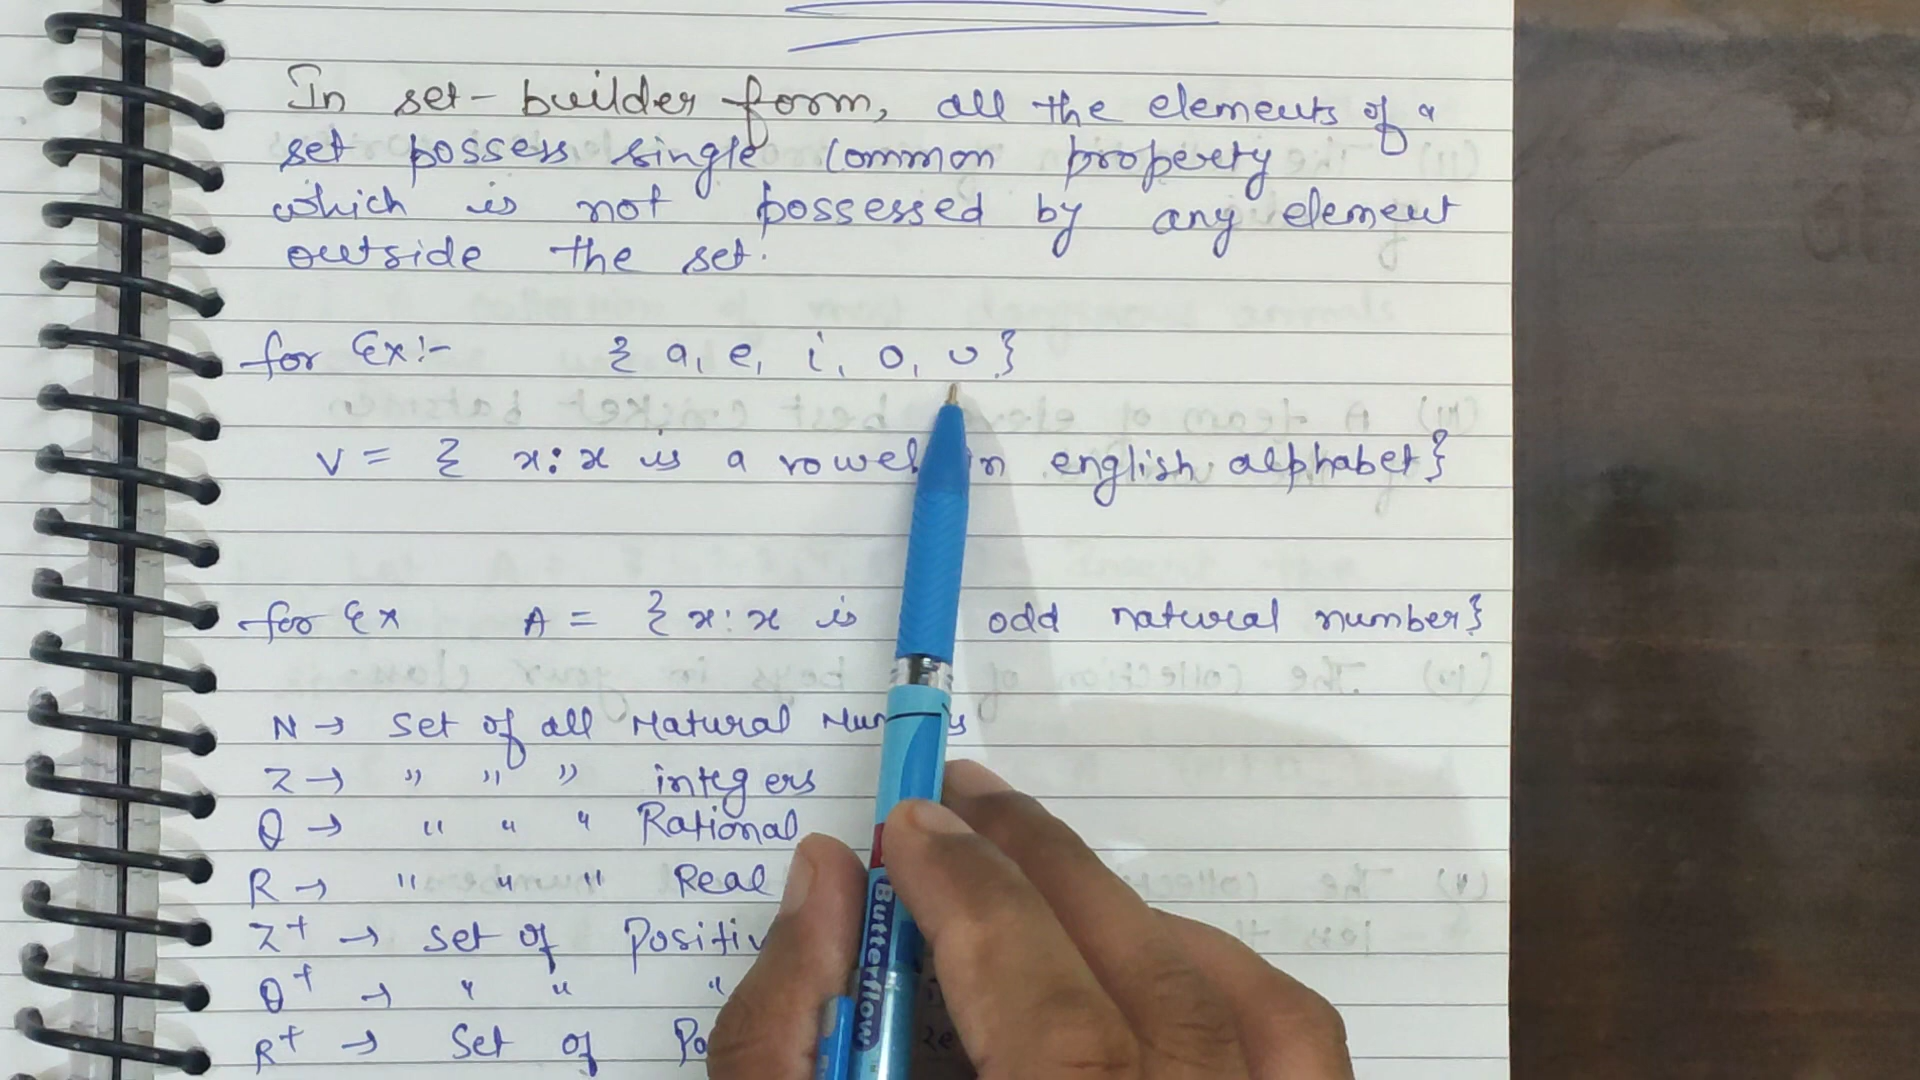 In set-builder form, all the elements of a
set possess single common property
which is not possessed by any element
outside the set.
for Ex:- { a, e, i, o, u }
V = { x: x is a vowel in english alphabet}
for Ex A = { x: x is odd natural number}
N → Set of all Natural
Z → " " " integers
Q → " " " Rational
R → " " " Real
Z+ → set of
Q+ → " " "
R+ → Set of
Butterflow